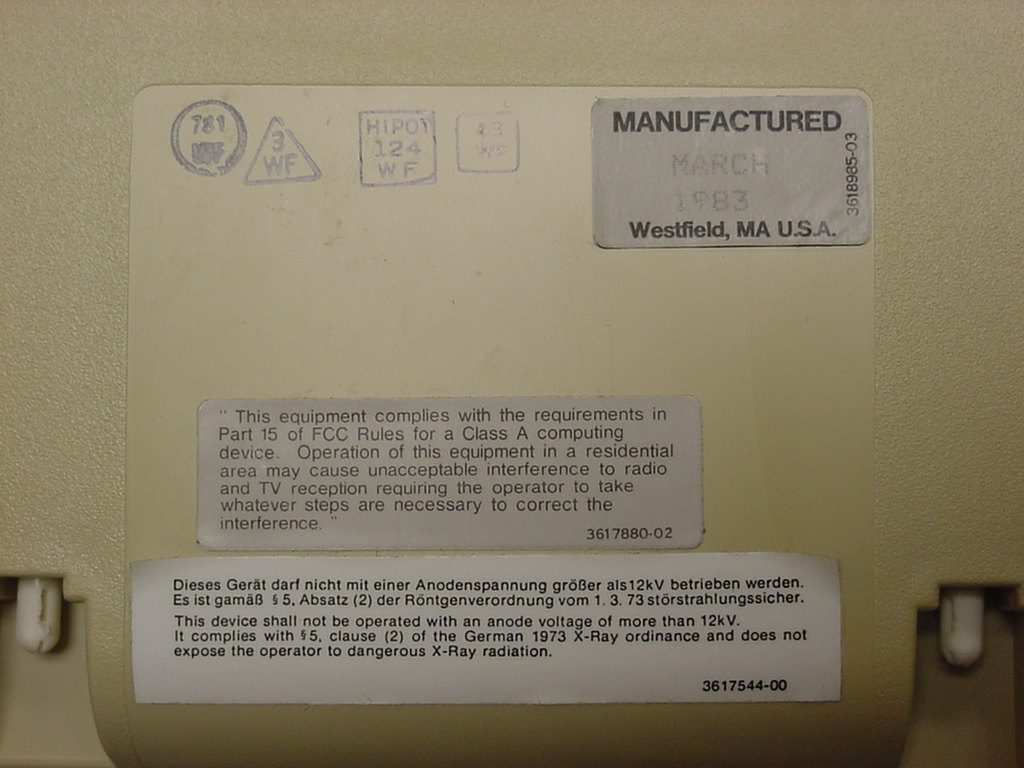 781
WF
3
WF
HIPOT
124
WF
13
WF
MANUFACTURED
MARCH
1983
Westfield, MA U.S.A.
3618985-03
" This equipment complies with the requirements in
Part 15 of FCC Rules for a Class A computing
device. Operation of this equipment in a residential
area may cause unacceptable interference to radio
and TV reception requiring the operator to take
whatever steps are necessary to correct the
interference. "
3617880-02
Dieses Gerät darf nicht mit einer Anodenspannung größer als12kV betrieben werden.
Es ist gamäß § 5, Absatz (2) der Röntgenverordnung vom 1. 3. 73 störstrahlungssicher.
This device shall not be operated with an anode voltage of more than 12kV.
It complies with § 5, clause (2) of the German 1973 X-Ray ordinance and does not
expose the operator to dangerous X-Ray radiation.
3617544-00